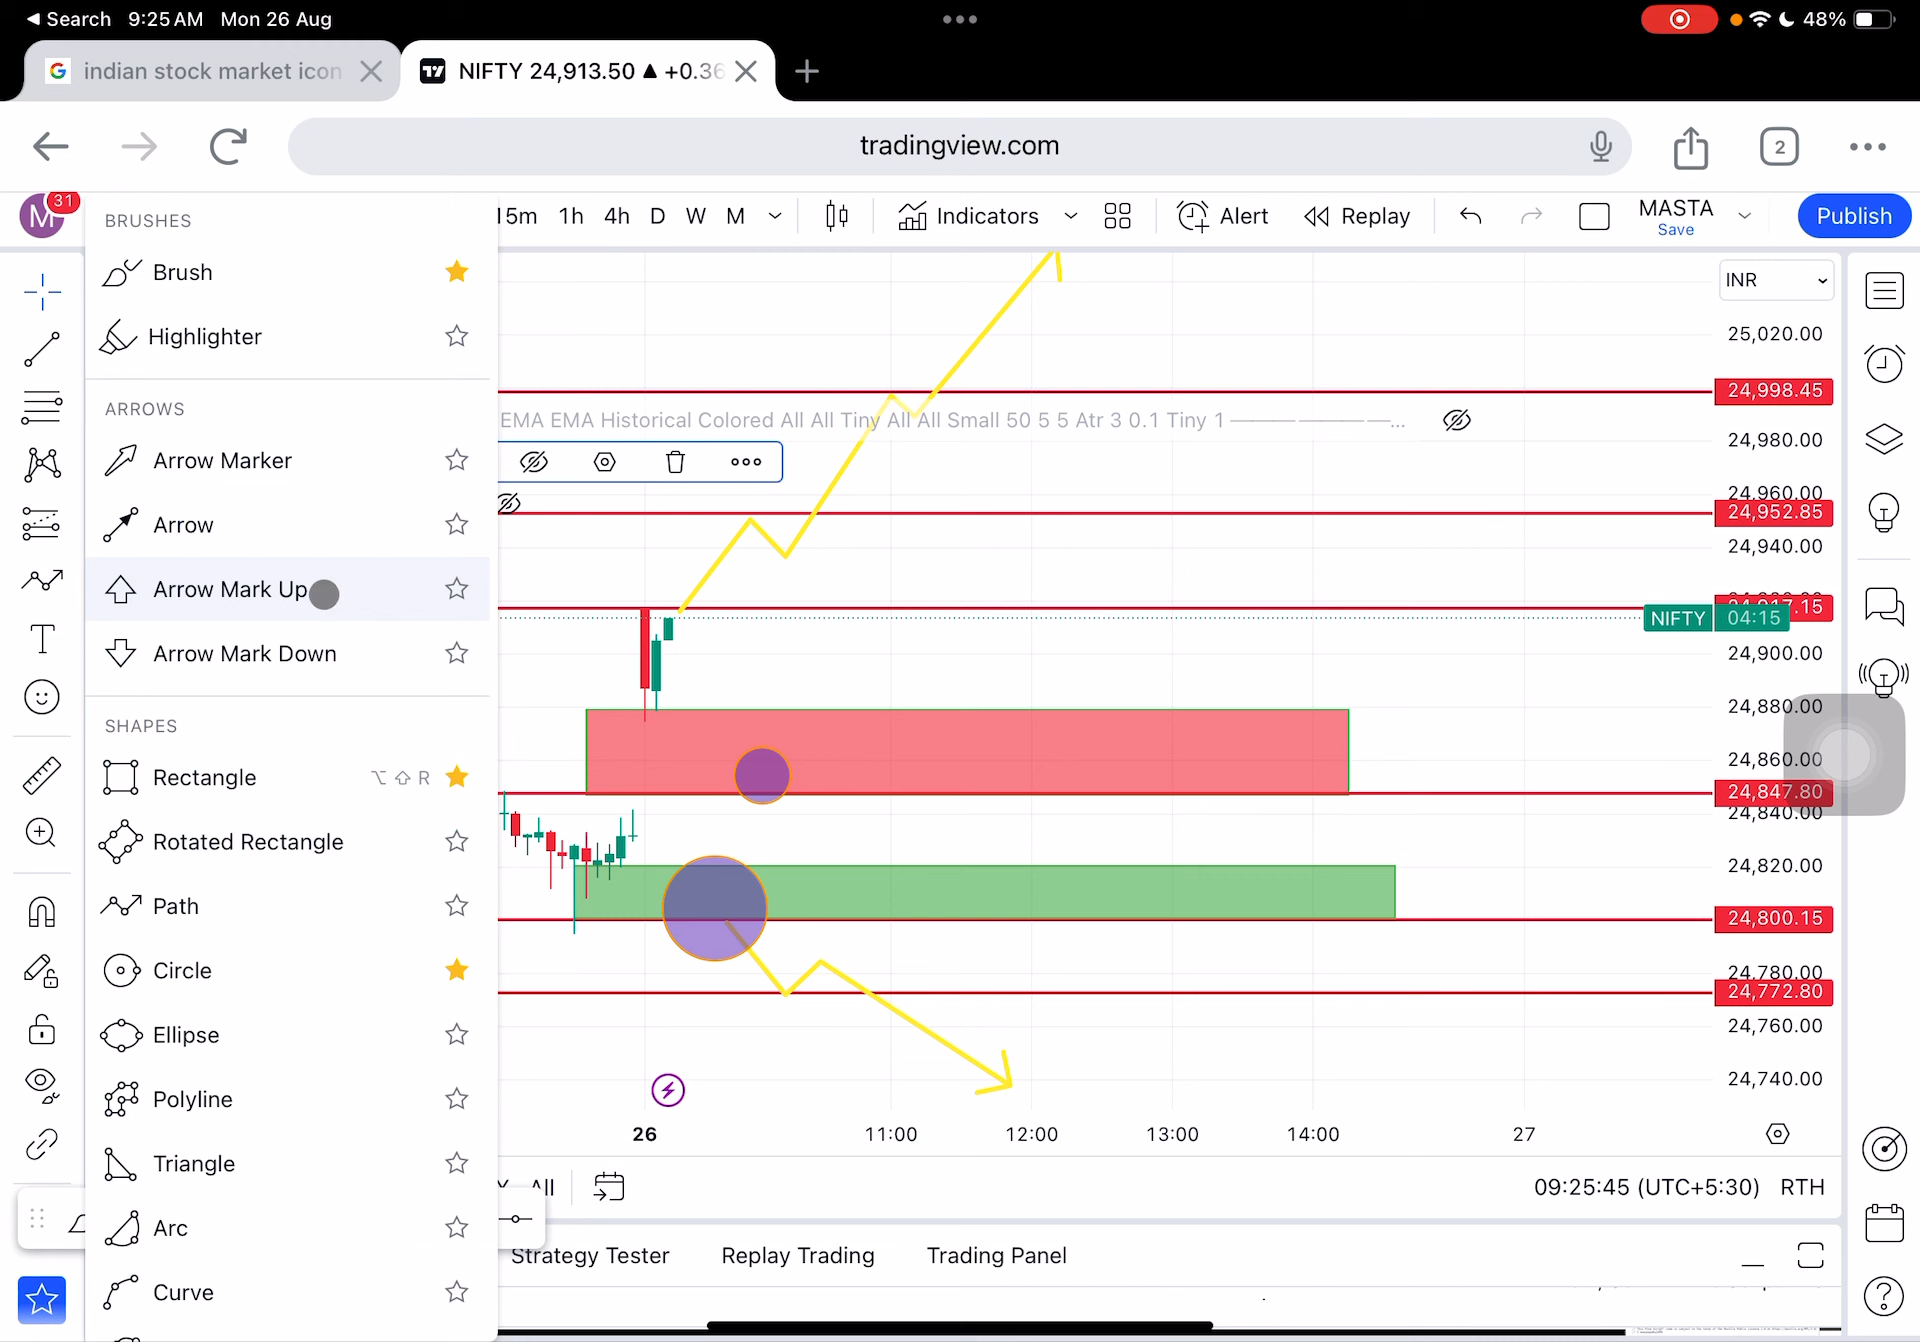 Search 9:25 AM Mon 26 Aug
48%
indian stock market icon
NIFTY 24,913.50 ▲ +0.36
tradingview.com
2
M
31
15m 1h 4h D W M
Indicators
Alert
Replay
MASTA
Save
Publish
BRUSHES
Brush
Highlighter
ARROWS
Arrow Marker
Arrow
Arrow Mark Up
Arrow Mark Down
SHAPES
Rectangle ⌥ ⇧ R
Rotated Rectangle
Path
Circle
Ellipse
Polyline
Triangle
Arc
Curve
EMA EMA Historical Colored All All Tiny All All Small 50 5 5 Atr 3 0.1 Tiny 1
INR
25,020.00
24,998.45
24,980.00
24,960.00
24,952.85
24,940.00
NIFTY 04:15
24,900.00
24,880.00
24,860.00
24,847.80
24,840.00
24,820.00
24,800.15
24,780.00
24,772.80
24,760.00
24,740.00
26 11:00 12:00 13:00 14:00 27
All
09:25:45 (UTC+5:30) RTH
Strategy Tester Replay Trading Trading Panel